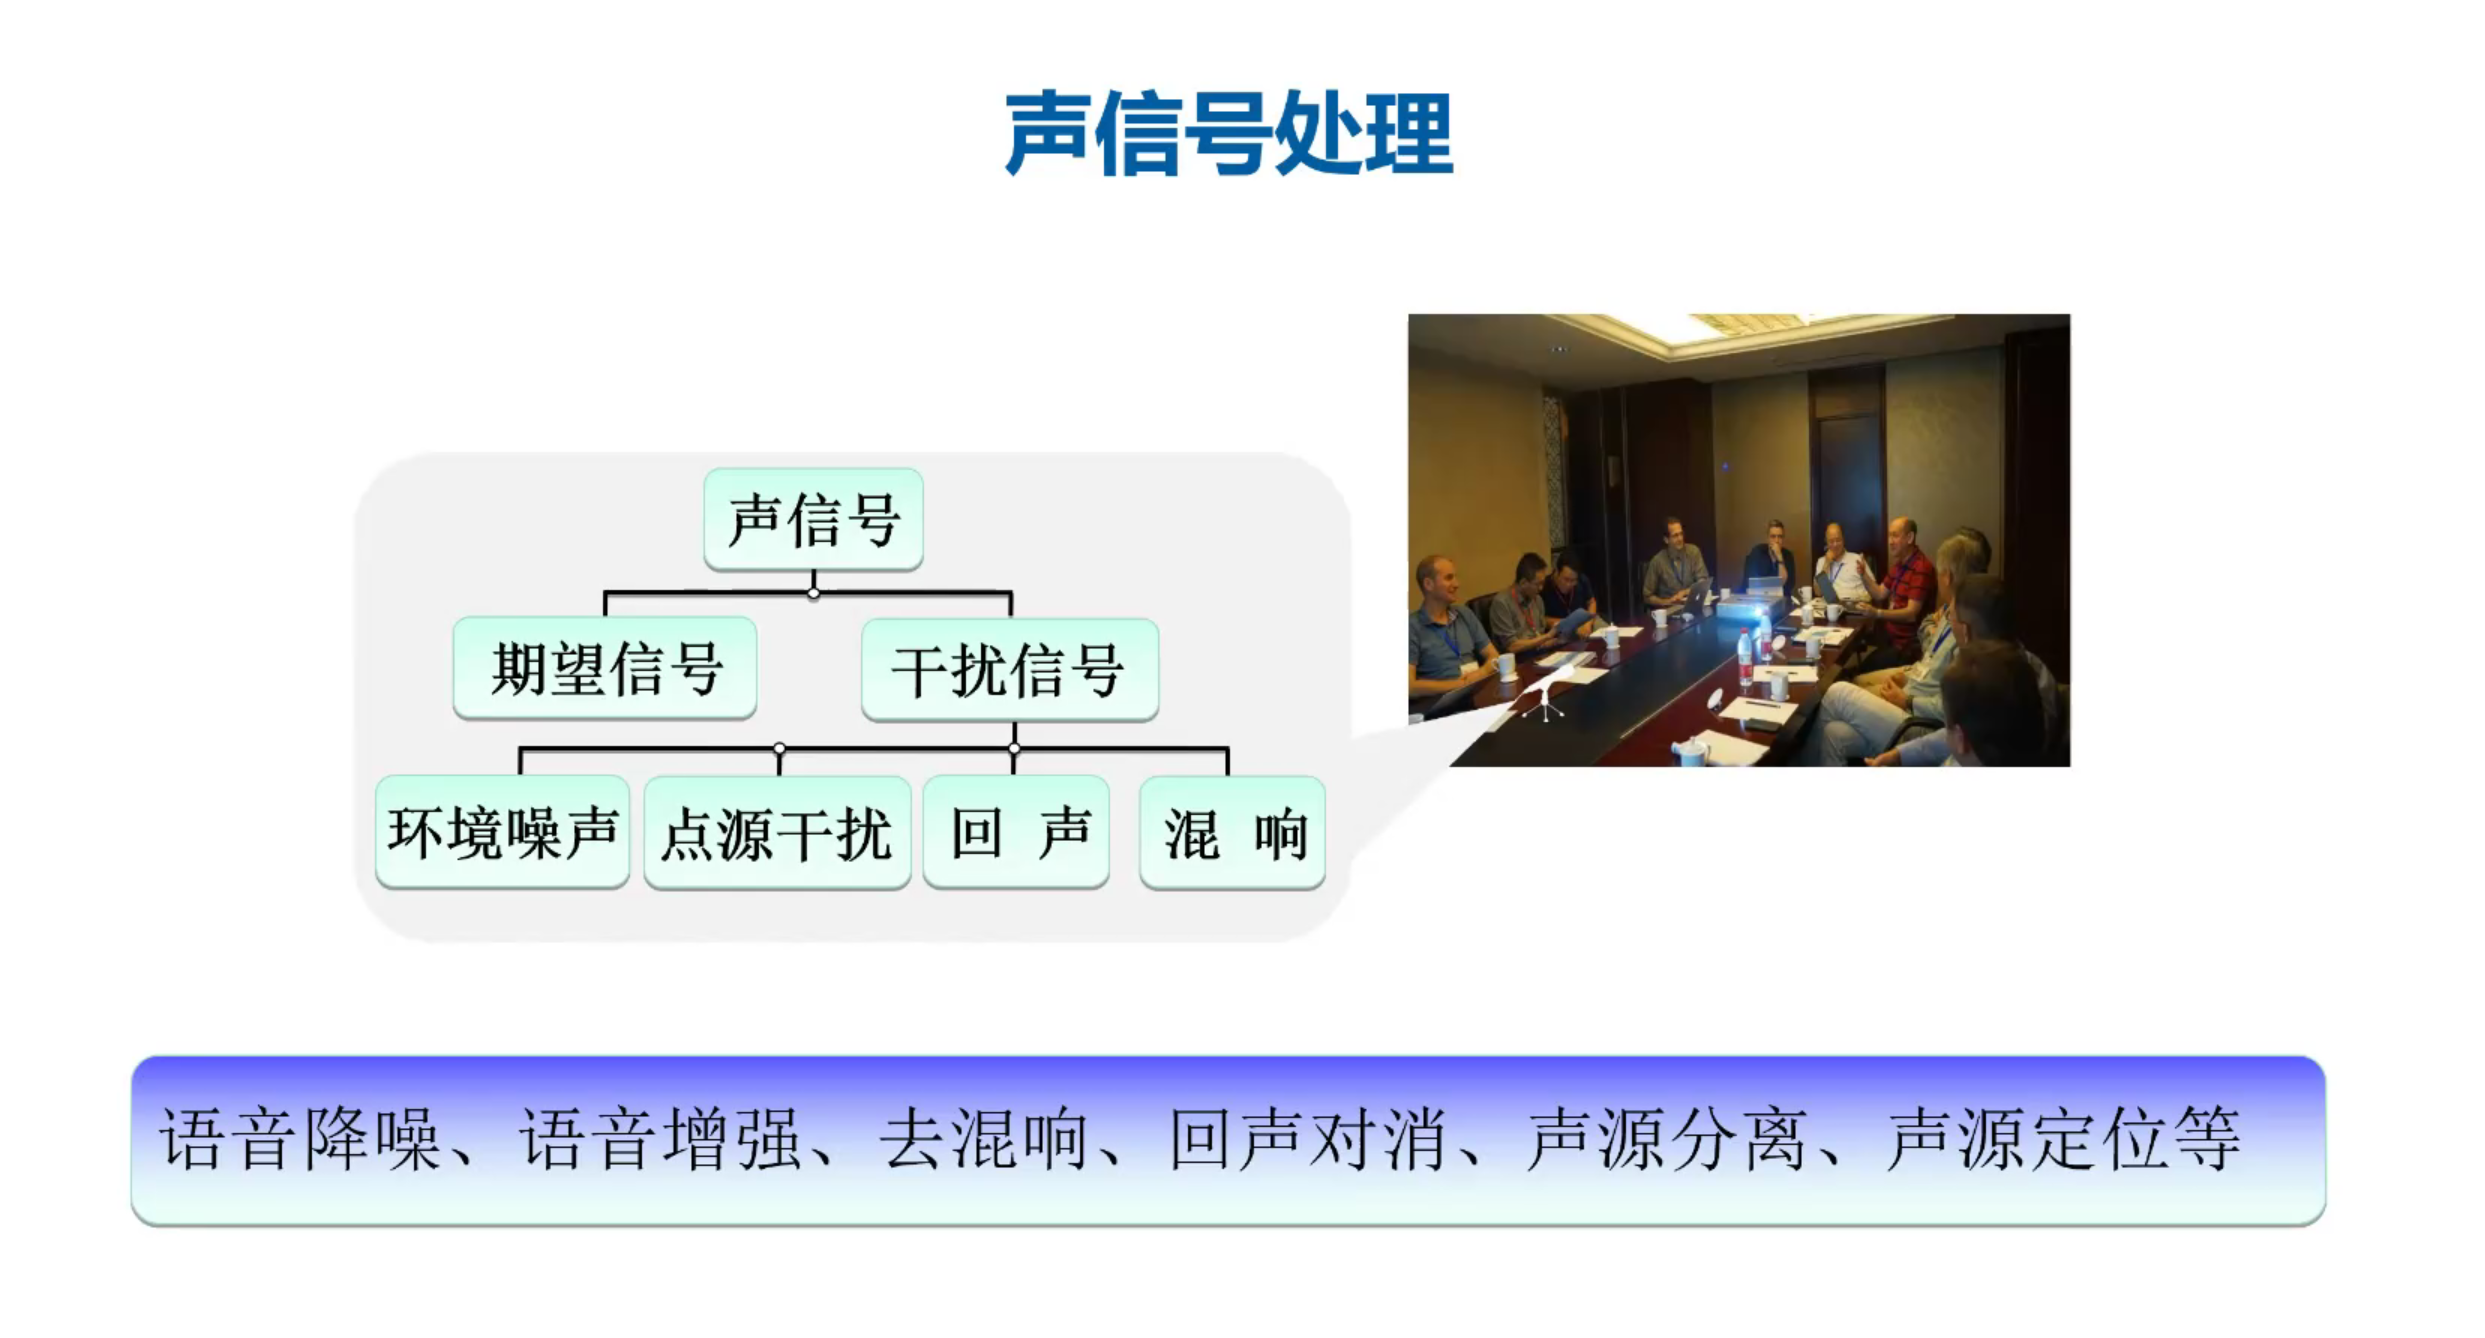 声信号处理
声信号
期望信号 干扰信号
环境噪声 点源干扰 回 声 混 响
语音降噪、语音增强、去混响、回声对消、声源分离、声源定位等